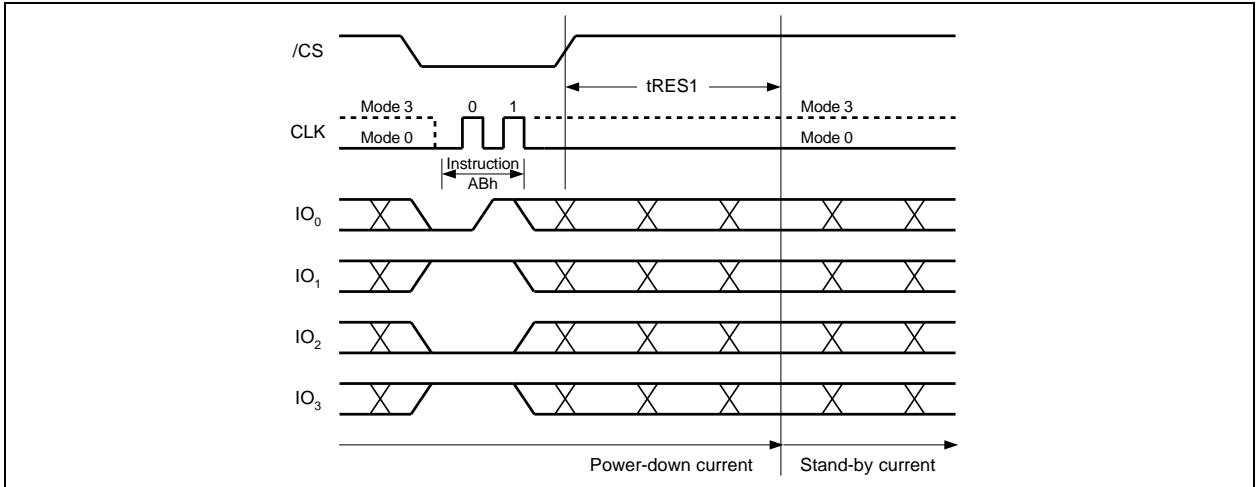 /CS
tRES1
Mode 3 0 1 Mode 3
CLK
Mode 0 Mode 0
Instruction
ABh
IO0
IO1
IO2
IO3
Power-down current Stand-by current